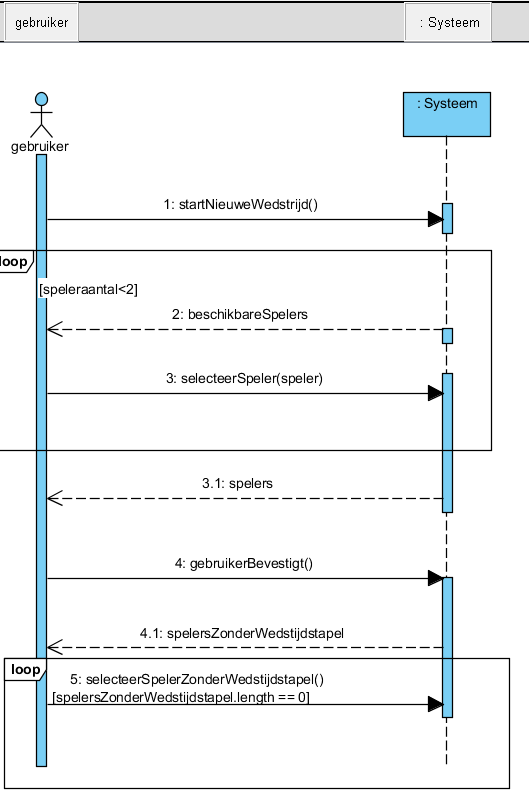 gebruiker
: Systeem
: Systeem
gebruiker
1: startNieuweWedstrijd()
loop
[speleraantal<2]
2: beschikbareSpelers
3: selecteerSpeler(speler)
3.1: spelers
4: gebruikerBevestigt()
4.1: spelersZonderWedstijdstapel
loop
5: selecteerSpelerZonderWedstijdstapel()
[spelersZonderWedstijdstapel.length == 0]